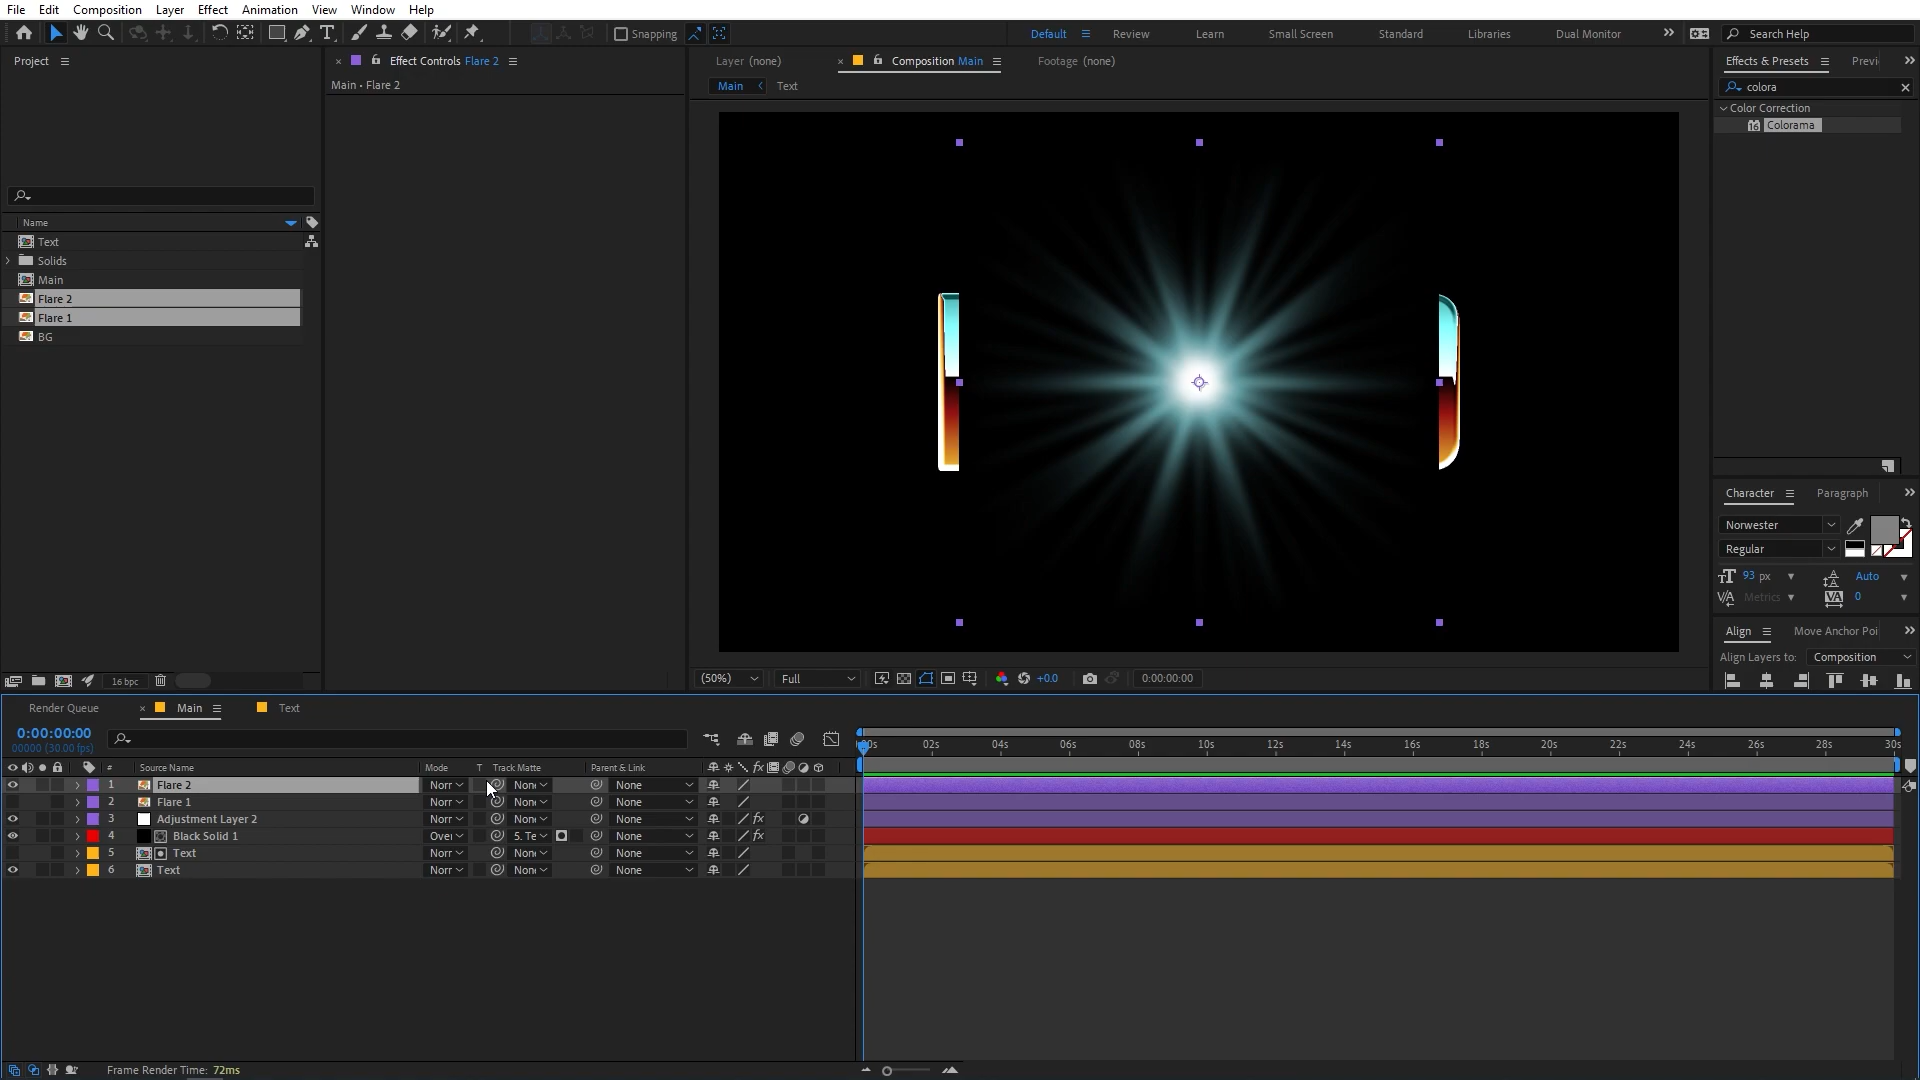 File Edit Composition Layer Effect Animation View Window Help
Snapping
Default Review Learn Small Screen Standard Libraries Dual Monitor Search Help
Project
Effect Controls Flare 2
Main • Flare 2
Layer (none)
Composition Main
Footage (none)
Main Text
Effects & Presets
Previ
colora
Color Correction
Colorama
Name
Text
Solids
Main
Flare 2
Flare 1
BG
Character Paragraph
Norwester
Regular
93 px Auto
Metrics 0
Align Move Anchor Poi
Align Layers to: Composition
16 bpc
(50%) Full +0.0 0:00:00:00
Render Queue Main Text
0:00:00:00
00000 (30.00 fps)
02s 04s 06s 08s 10s 12s 14s 16s 18s 20s 22s 24s 26s 28s 30s
# Source Name Mode T Track Matte Parent & Link fx
1 Flare 2 Norr None None
2 Flare 1 Norr None None
3 Adjustment Layer 2 Norr None None fx
4 Black Solid 1 Over 5. Te None fx
5 Text Norr None None
6 Text Norr None None
Frame Render Time: 72ms